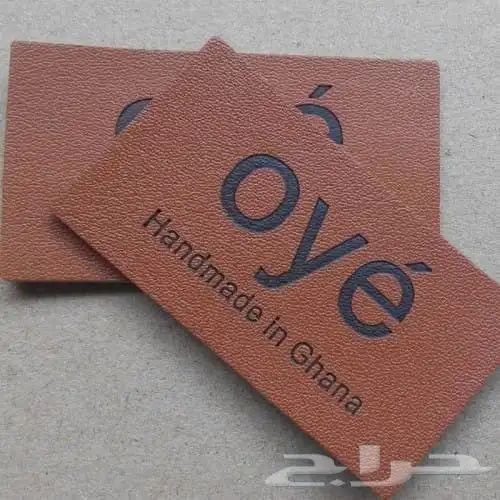 oyé
Handmade in Ghana
حراج